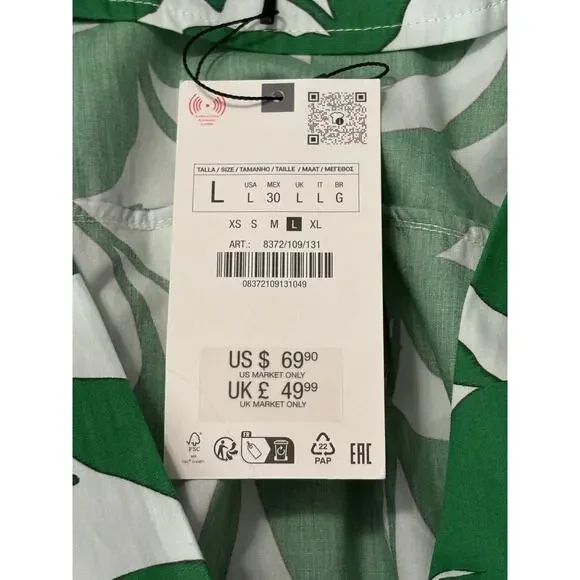 TALLA / SIZE / TAMANHO / TAILLE / MAAT / ΜΕΓΕΘΟΣ
L USA L MEX 30 UK L IT L BR G
XS S M L XL
ART.: 8372/109/131
08372109131049
US $ 69.90
US MARKET ONLY
UK £ 49.99
UK MARKET ONLY
FSC
FR
22
PAP
EAC